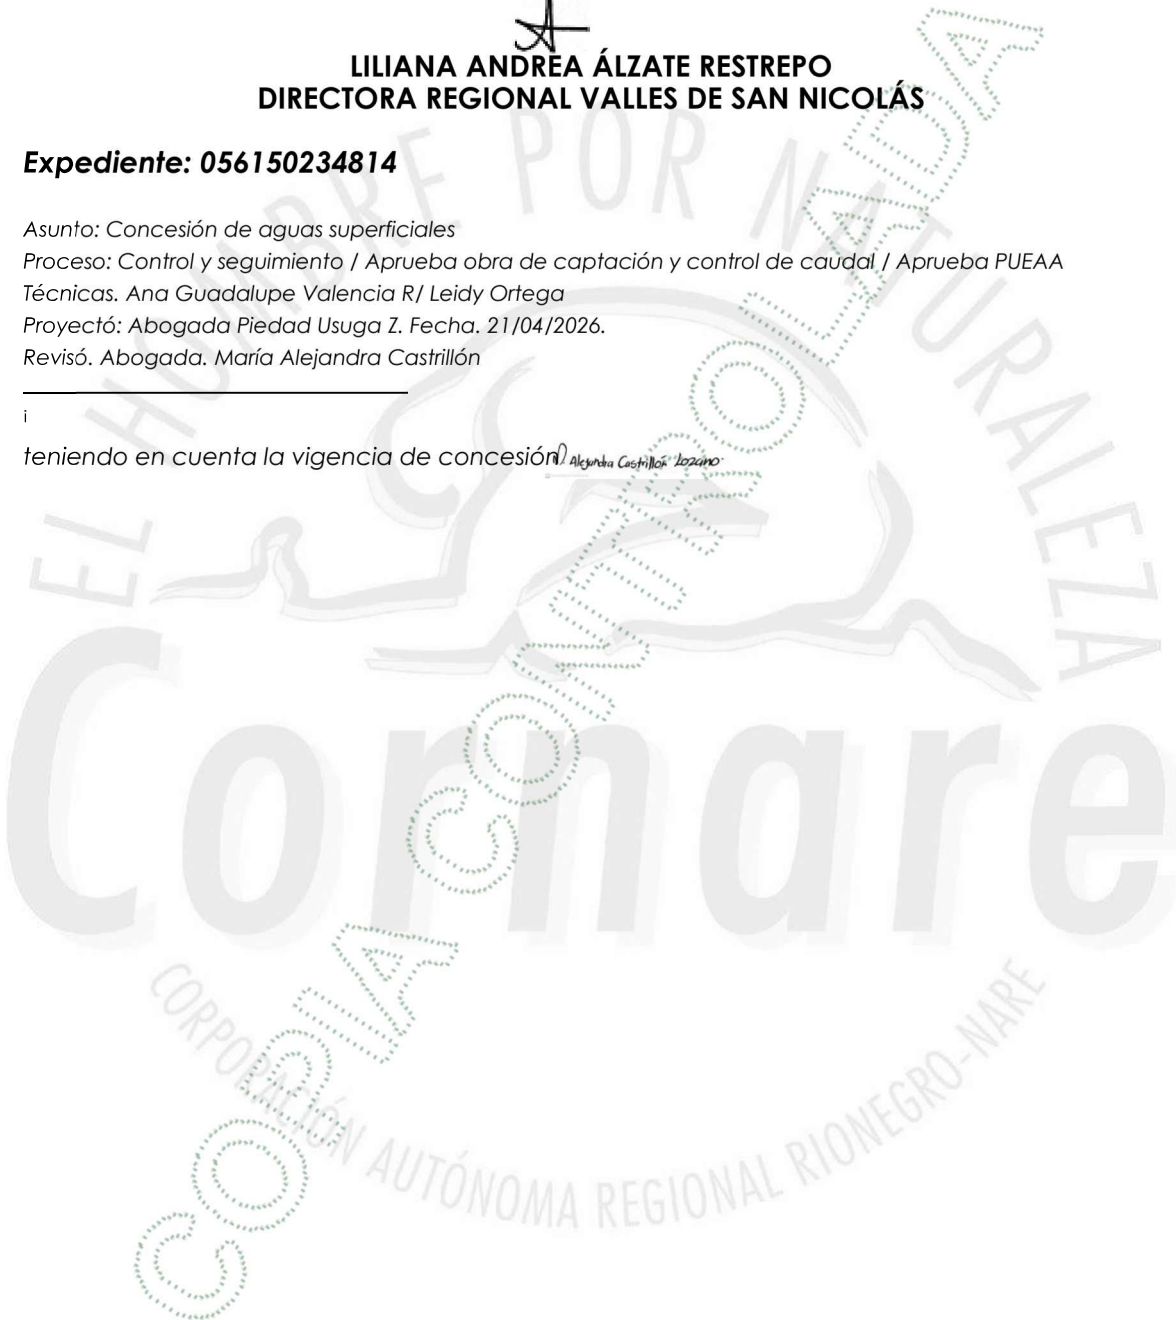 LILIANA ANDREA ÁLZATE RESTREPO
DIRECTORA REGIONAL VALLES DE SAN NICOLÁS
Expediente: 056150234814
Asunto: Concesión de aguas superficiales
Proceso: Control y seguimiento / Aprueba obra de captación y control de caudal / Aprueba PUEAA
Técnicas. Ana Guadalupe Valencia R/ Leidy Ortega
Proyectó: Abogada Piedad Usuga Z. Fecha. 21/04/2026.
Revisó. Abogada. María Alejandra Castrillón
i
teniendo en cuenta la vigencia de concesión Alejandra Castrillón Lozano
EL HOMBRE POR NATURALEZA
Cornare
CORPORACIÓN AUTÓNOMA REGIONAL RIONEGRO-NARE
COPIA CONTROLADA